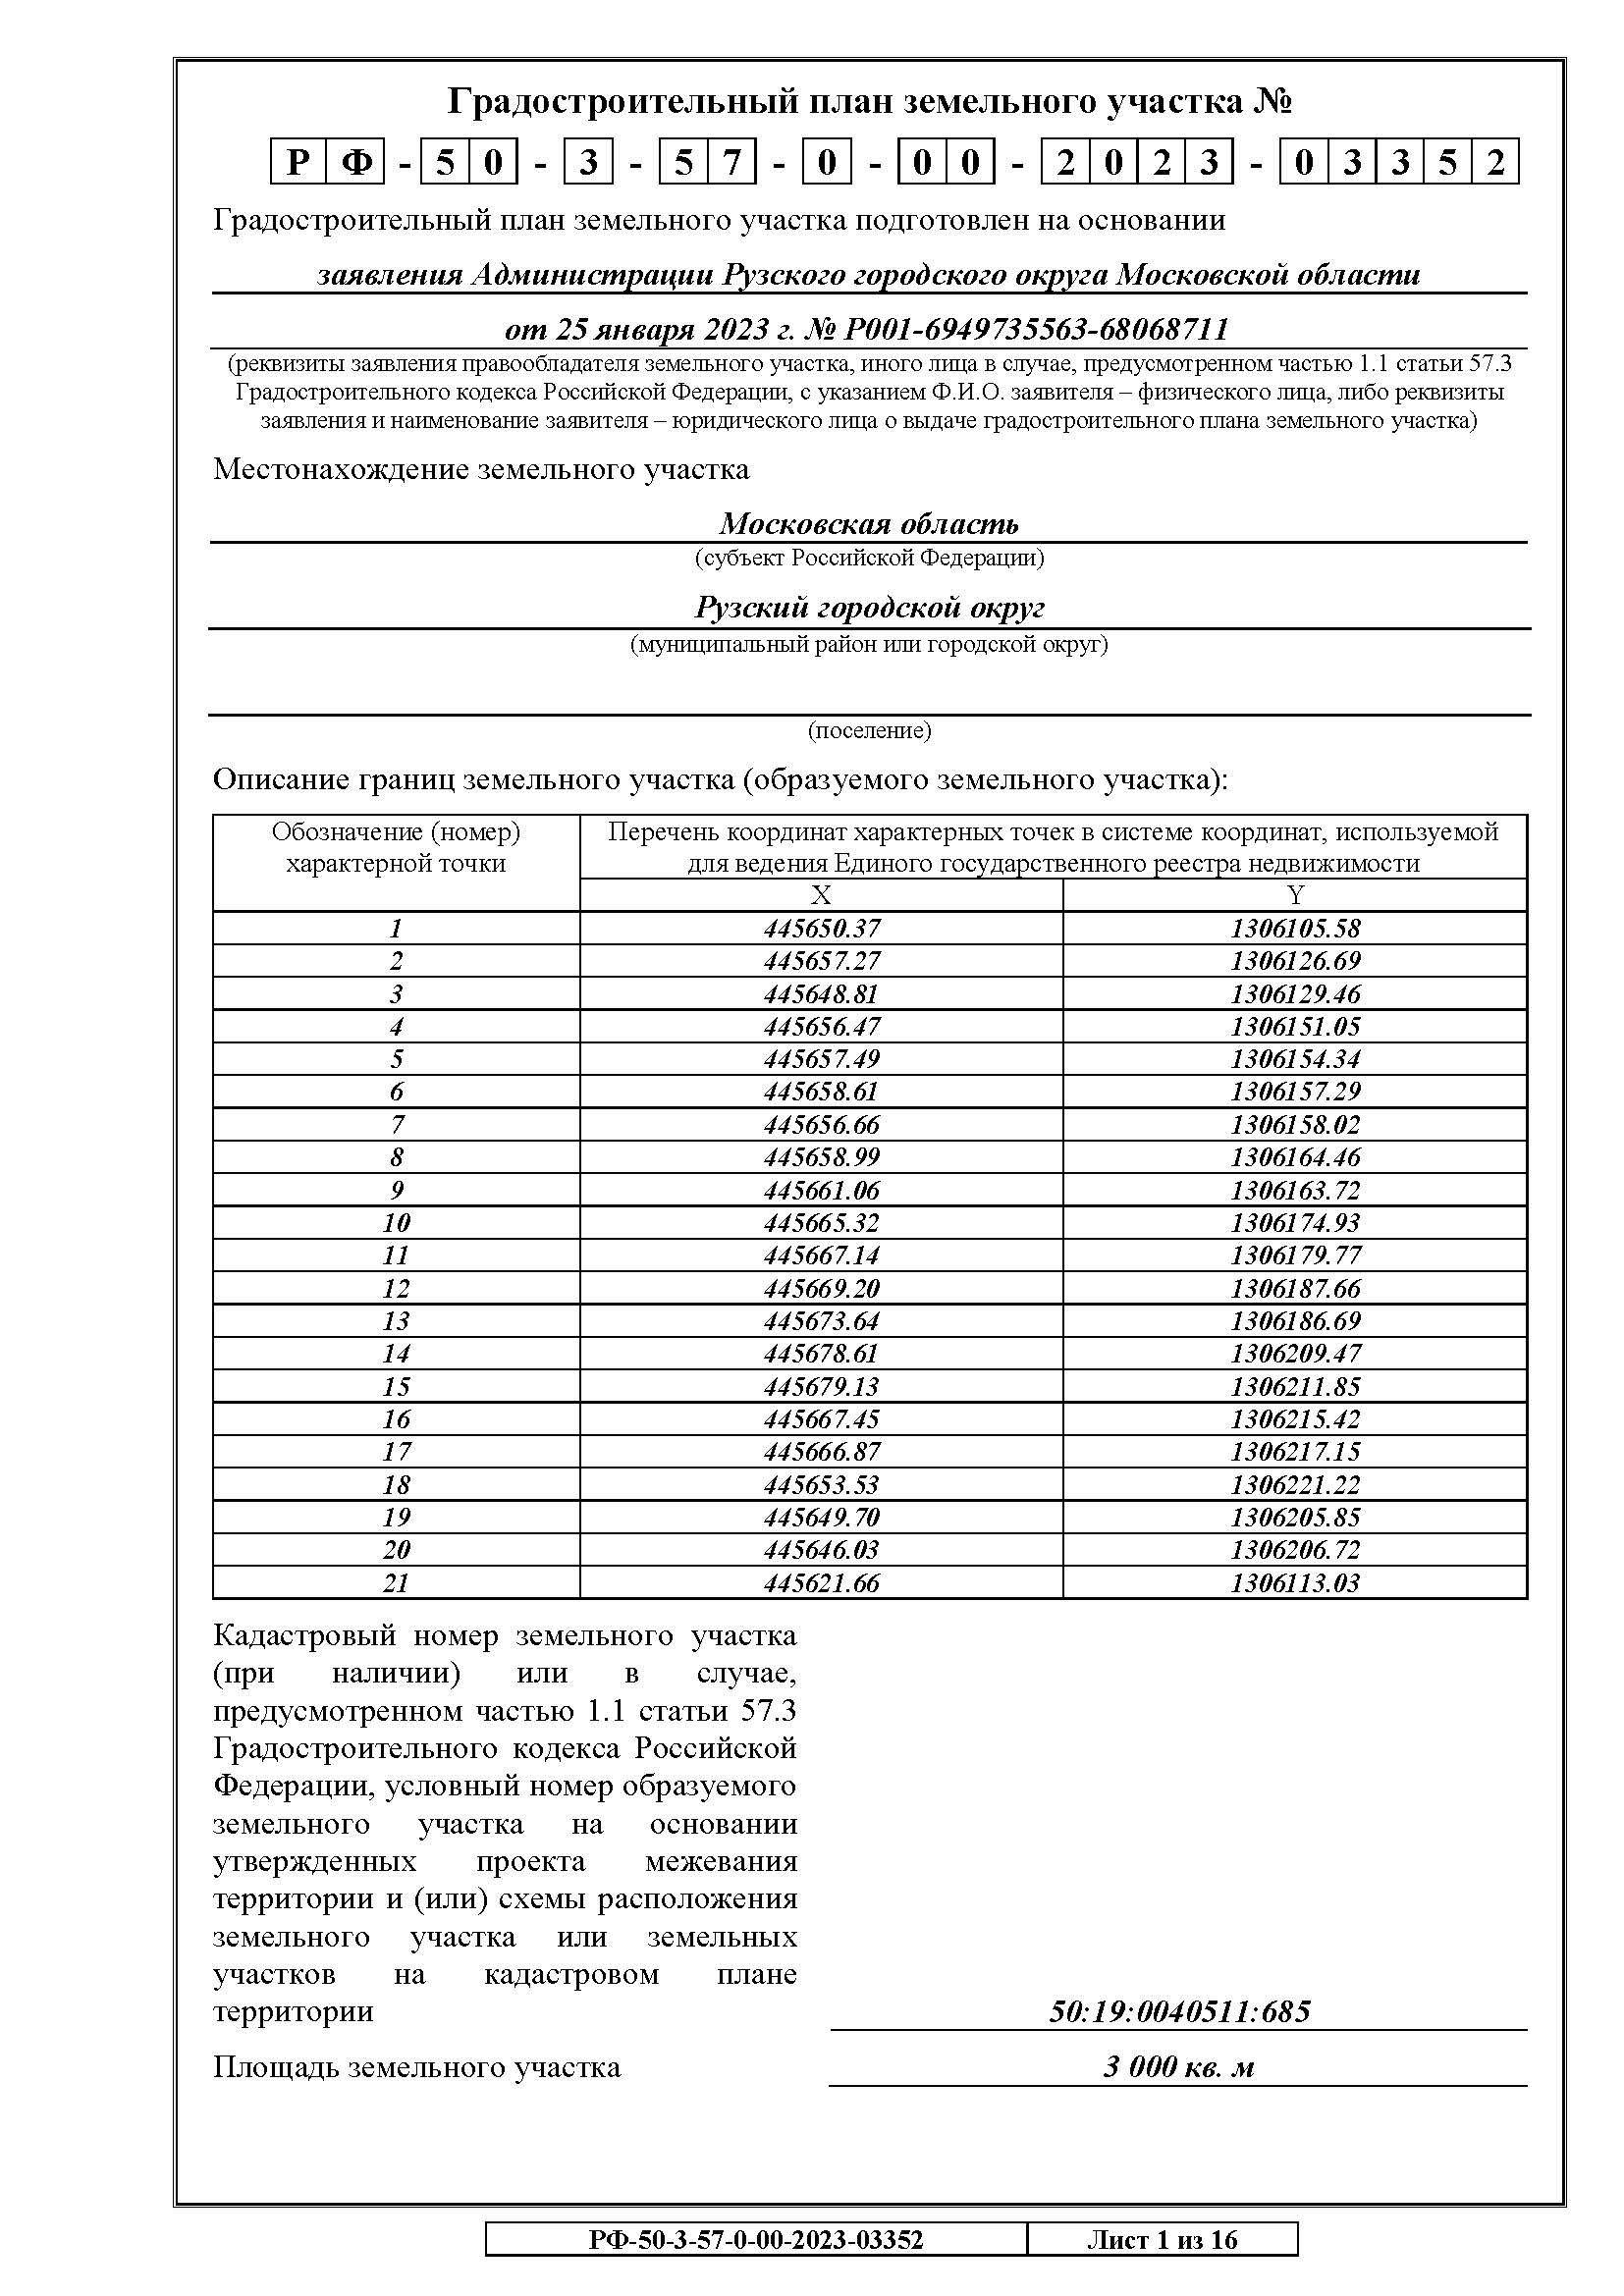 Градостроительный план земельного участка №
Р Ф - 5 0 - 3 - 5 7 - 0 - 0 0 - 2 0 2 3 - 0 3 3 5 2
Градостроительный план земельного участка подготовлен на основании
заявления Администрации Рузского городского округа Московской области
от 25 января 2023 г. № Р001-6949735563-68068711
(реквизиты заявления правообладателя земельного участка, иного лица в случае, предусмотренном частью 1.1 статьи 57.3
Градостроительного кодекса Российской Федерации, с указанием Ф.И.О. заявителя – физического лица, либо реквизиты
заявления и наименование заявителя – юридического лица о выдаче градостроительного плана земельного участка)
Местонахождение земельного участка
Московская область
(субъект Российской Федерации)
Рузский городской округ
(муниципальный район или городской округ)
(поселение)
Описание границ земельного участка (образуемого земельного участка):
Обозначение (номер) характерной точки
Перечень координат характерных точек в системе координат, используемой
для ведения Единого государственного реестра недвижимости
X Y
1 445650.37 1306105.58
2 445657.27 1306126.69
3 445648.81 1306129.46
4 445656.47 1306151.05
5 445657.49 1306154.34
6 445658.61 1306157.29
7 445656.66 1306158.02
8 445658.99 1306164.46
9 445661.06 1306163.72
10 445665.32 1306174.93
11 445667.14 1306179.77
12 445669.20 1306187.66
13 445673.64 1306186.69
14 445678.61 1306209.47
15 445679.13 1306211.85
16 445667.45 1306215.42
17 445666.87 1306217.15
18 445653.53 1306221.22
19 445649.70 1306205.85
20 445646.03 1306206.72
21 445621.66 1306113.03
Кадастровый номер земельного участка
(при наличии) или в случае,
предусмотренном частью 1.1 статьи 57.3
Градостроительного кодекса Российской
Федерации, условный номер образуемого
земельного участка на основании
утвержденных проекта межевания
территории и (или) схемы расположения
земельного участка или земельных
участков на кадастровом плане
территории 50:19:0040511:685
Площадь земельного участка 3 000 кв. м
РФ-50-3-57-0-00-2023-03352 Лист 1 из 16